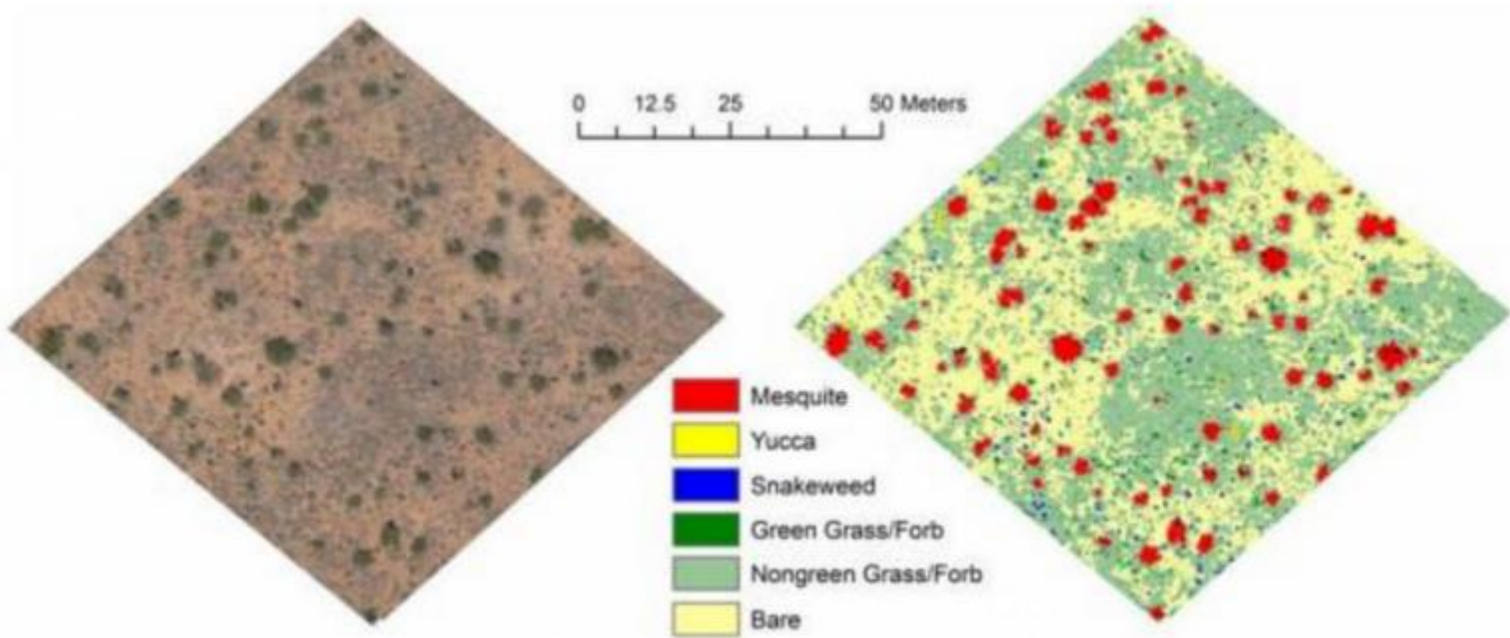 0 12.5 25 50 Meters
Mesquite
Yucca
Snakeweed
Green Grass/Forb
Nongreen Grass/Forb
Bare